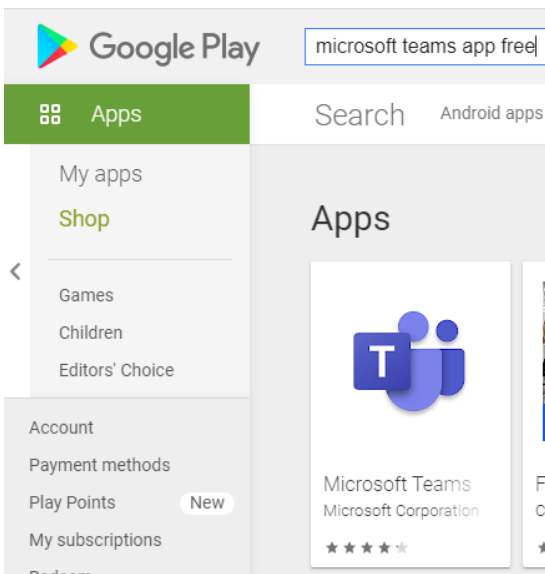 Google Play
microsoft teams app free
Apps
Search
Android apps
My apps
Shop
Games
Children
Editors' Choice
Account
Payment methods
Play Points
New
My subscriptions
Apps
T
Microsoft Teams
Microsoft Corporation